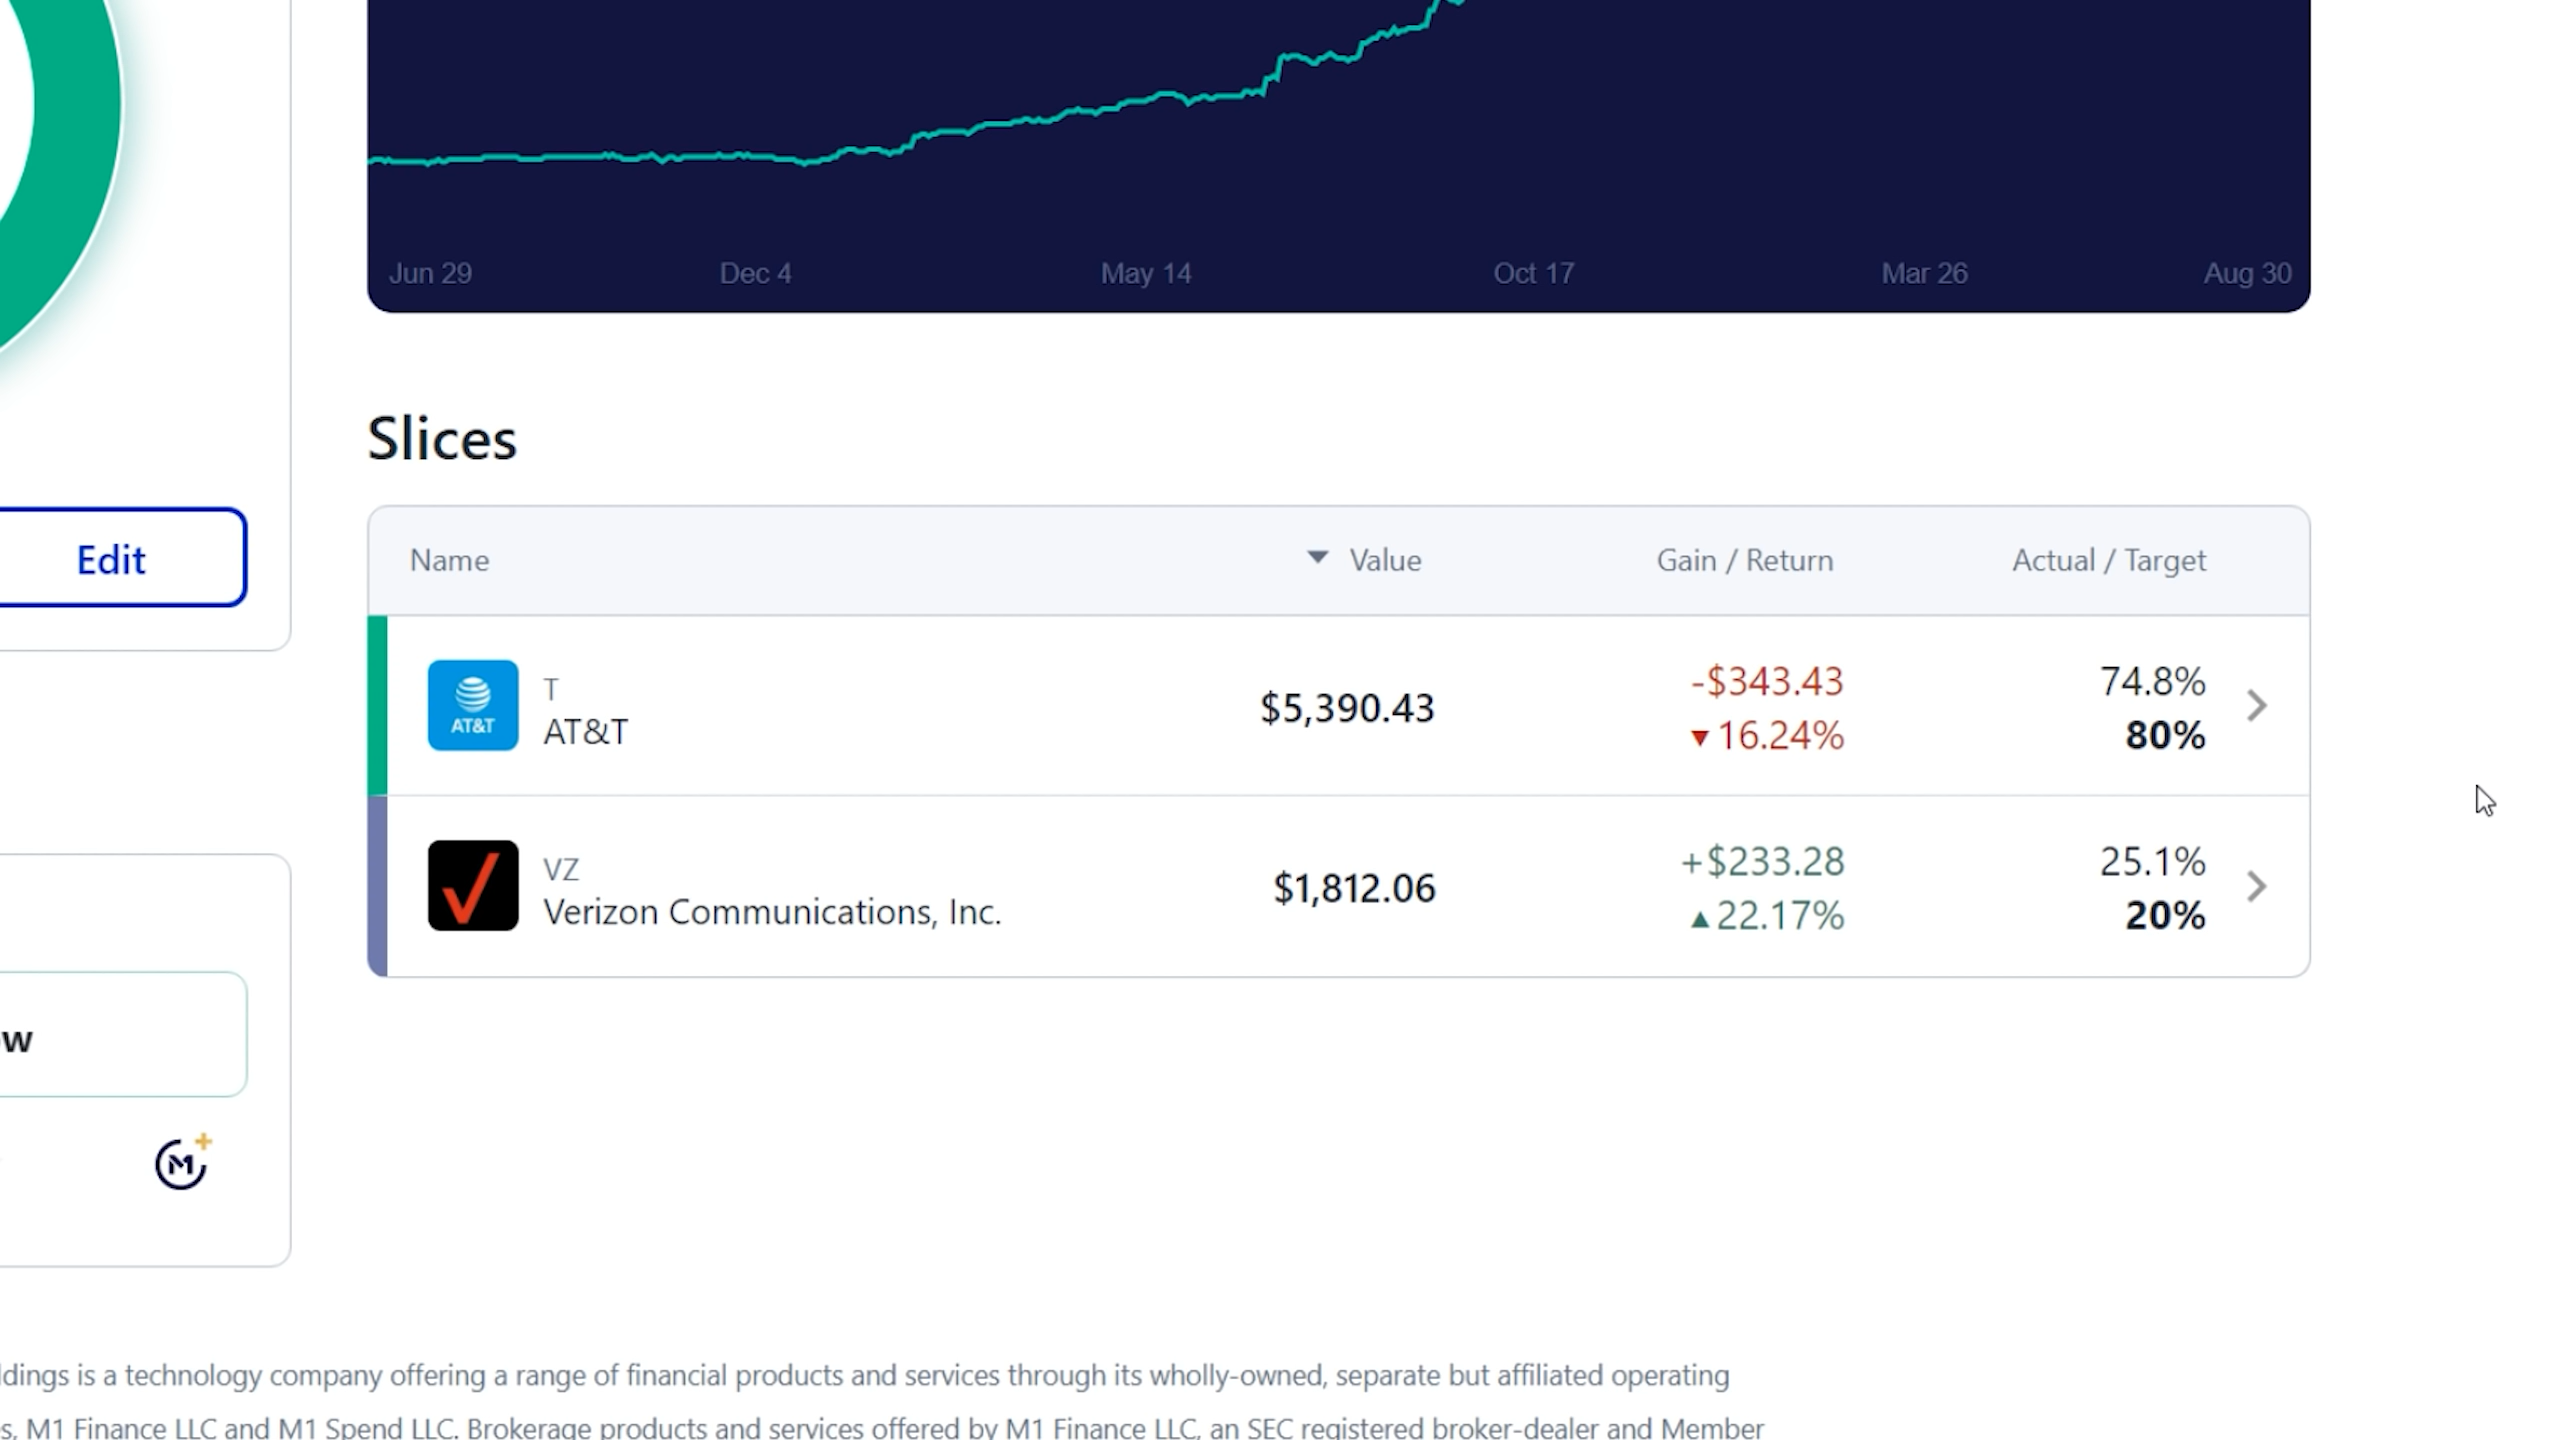 Jun 29 Dec 4 May 14 Oct 17 Mar 26 Aug 30
Slices
Edit
Name Value Gain / Return Actual / Target
T
AT&T
AT&T
$5,390.43
-$343.43
▼16.24%
74.8%
80%
VZ
Verizon Communications, Inc.
$1,812.06
+$233.28
▲22.17%
25.1%
20%
M1+
is a technology company offering a range of financial products and services through its wholly-owned, separate but affiliated operating
M1 Finance LLC and M1 Spend LLC. Brokerage products and services offered by M1 Finance LLC, an SEC registered broker-dealer and Member